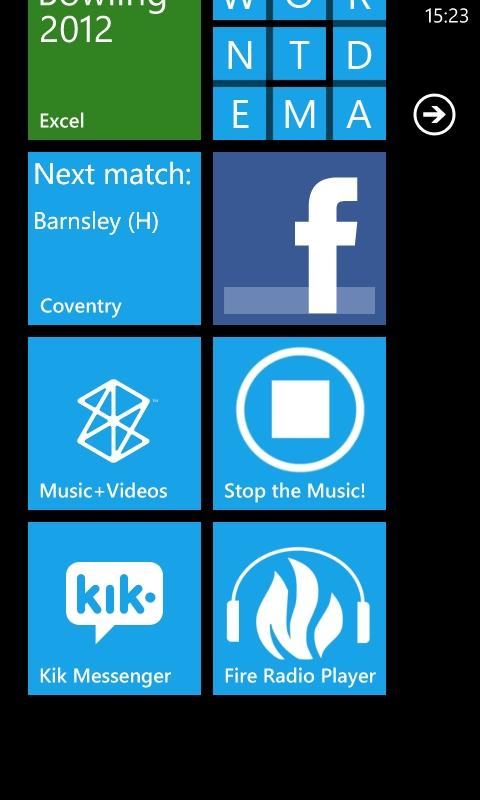 Bowling
2012
Excel
W O R
N T D
E M A
15:23
Next match:
Barnsley (H)
Coventry
f
Music+Videos
Stop the Music!
kik·
Kik Messenger
Fire Radio Player